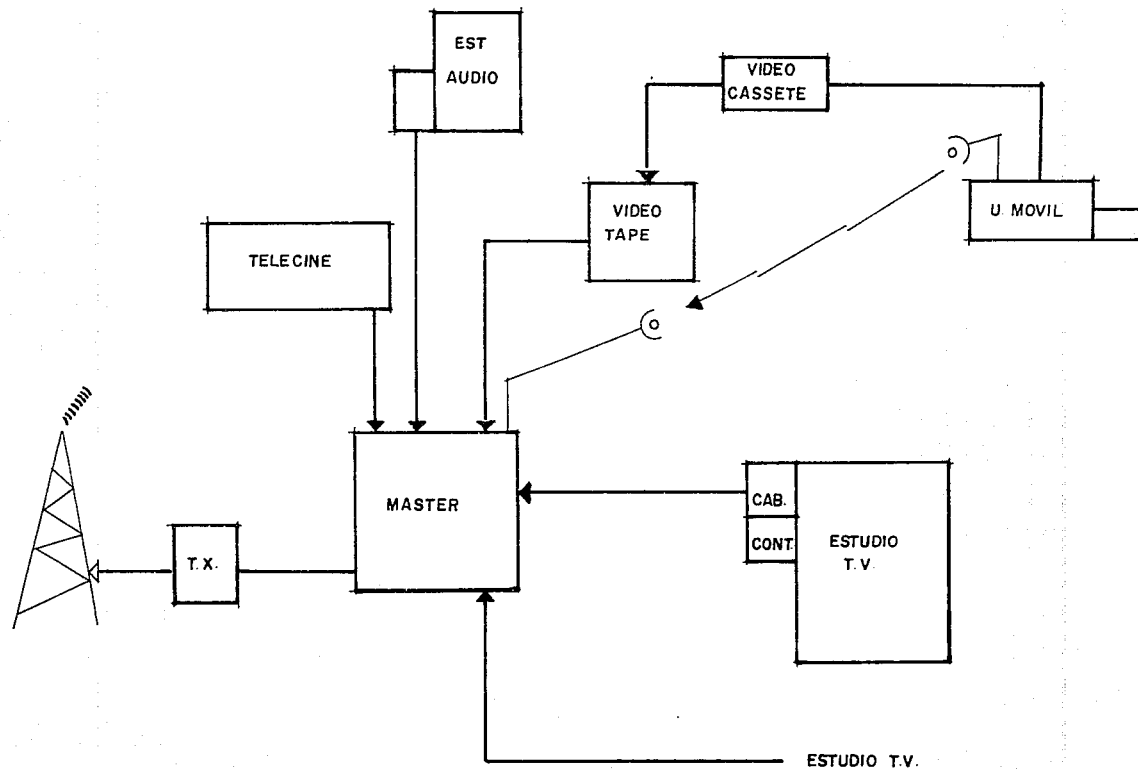 EST
AUDIO
VIDEO
CASSETE
VIDEO
TAPE
U. MOVIL
TELECINE
MASTER
CAB.
CONT.
ESTUDIO
T.V.
T.X.
ESTUDIO T.V.